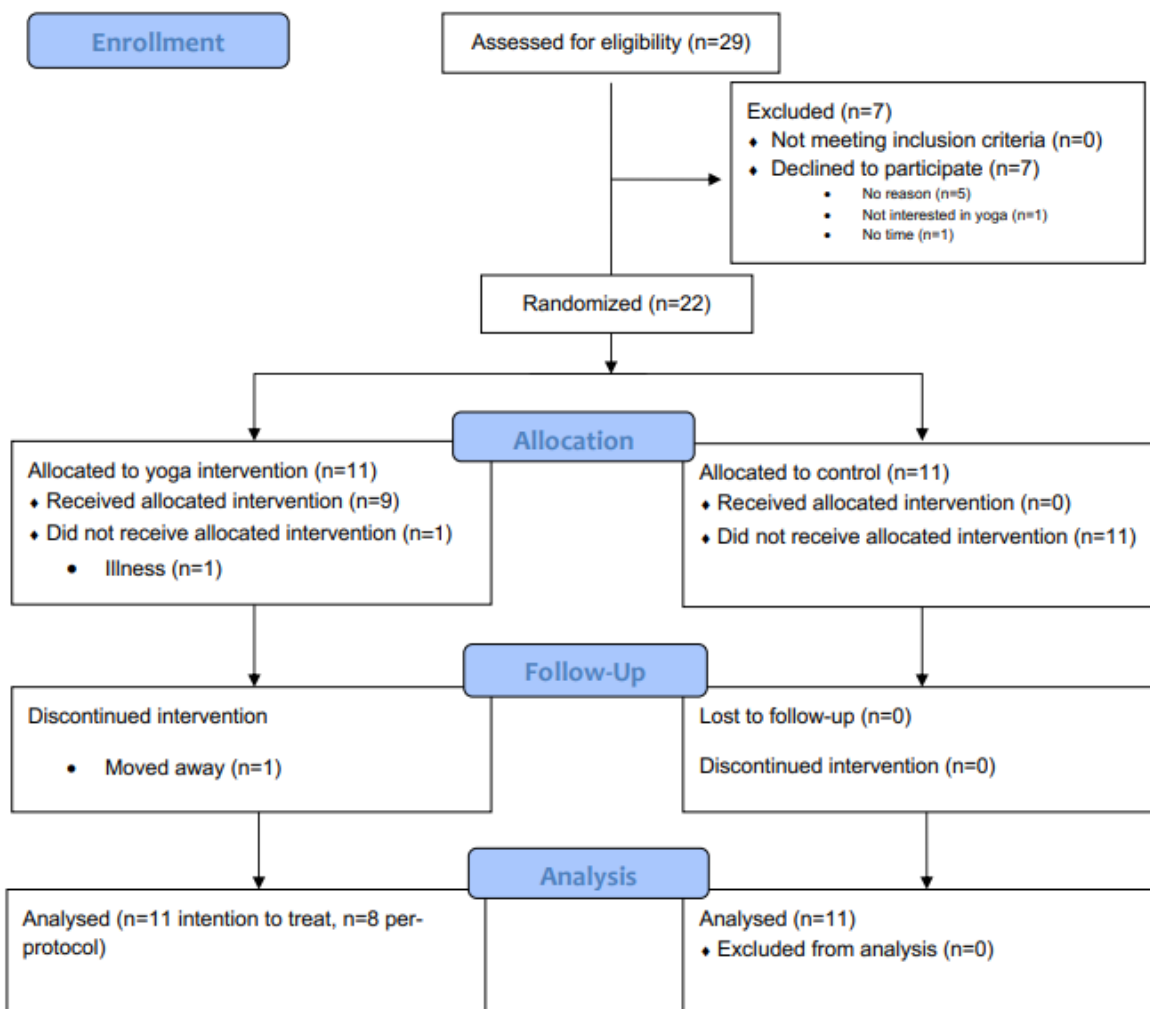 Enrollment
Assessed for eligibility (n=29)
Excluded (n=7)
⬧ Not meeting inclusion criteria (n=0)
⬧ Declined to participate (n=7)
• No reason (n=5)
• Not interested in yoga (n=1)
• No time (n=1)
Randomized (n=22)
Allocation
Allocated to yoga intervention (n=11)
⬧ Received allocated intervention (n=9)
⬧ Did not receive allocated intervention (n=1)
• Illness (n=1)
Allocated to control (n=11)
⬧ Received allocated intervention (n=0)
⬧ Did not receive allocated intervention (n=11)
Follow-Up
Discontinued intervention
• Moved away (n=1)
Lost to follow-up (n=0)
Discontinued intervention (n=0)
Analysis
Analysed (n=11 intention to treat, n=8 per-
protocol)
Analysed (n=11)
⬧ Excluded from analysis (n=0)